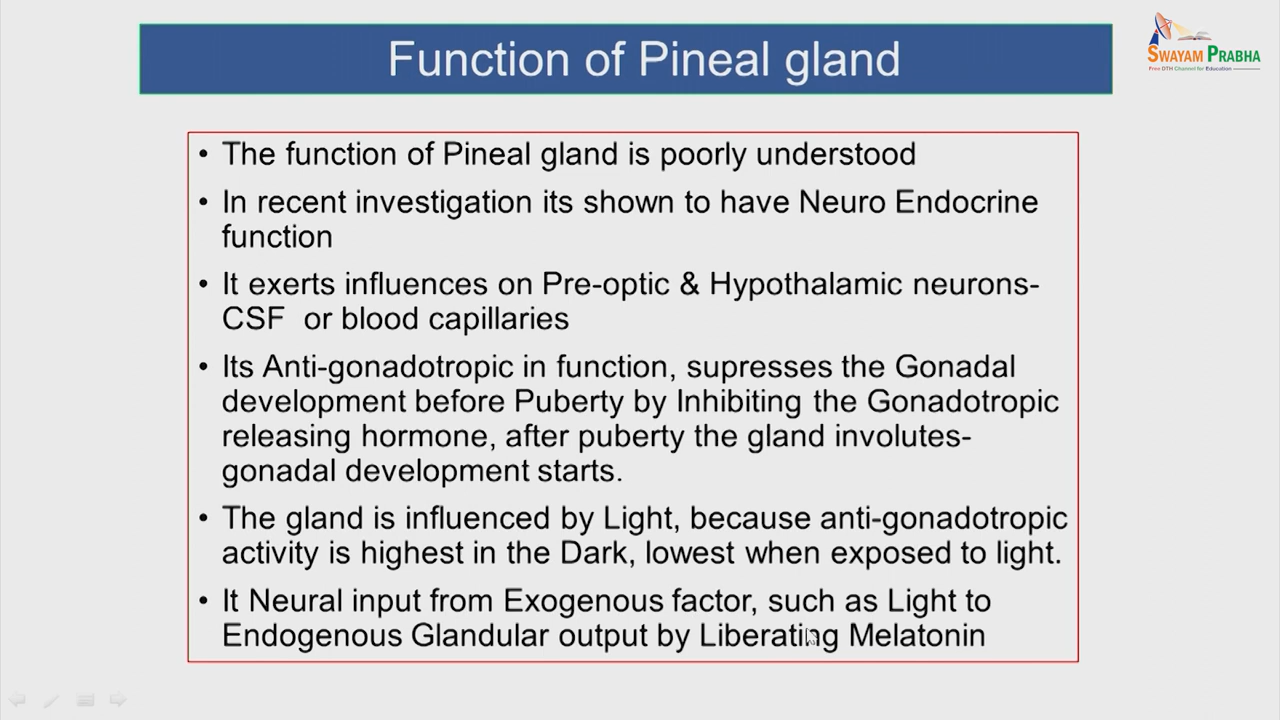 Function of Pineal gland
SWAYAM PRABHA
Free DTH Channel for Education
• The function of Pineal gland is poorly understood
• In recent investigation its shown to have Neuro Endocrine
function
• It exerts influences on Pre-optic & Hypothalamic neurons-
CSF or blood capillaries
• Its Anti-gonadotropic in function, supresses the Gonadal
development before Puberty by Inhibiting the Gonadotropic
releasing hormone, after puberty the gland involutes-
gonadal development starts.
• The gland is influenced by Light, because anti-gonadotropic
activity is highest in the Dark, lowest when exposed to light.
• It Neural input from Exogenous factor, such as Light to
Endogenous Glandular output by Liberating Melatonin